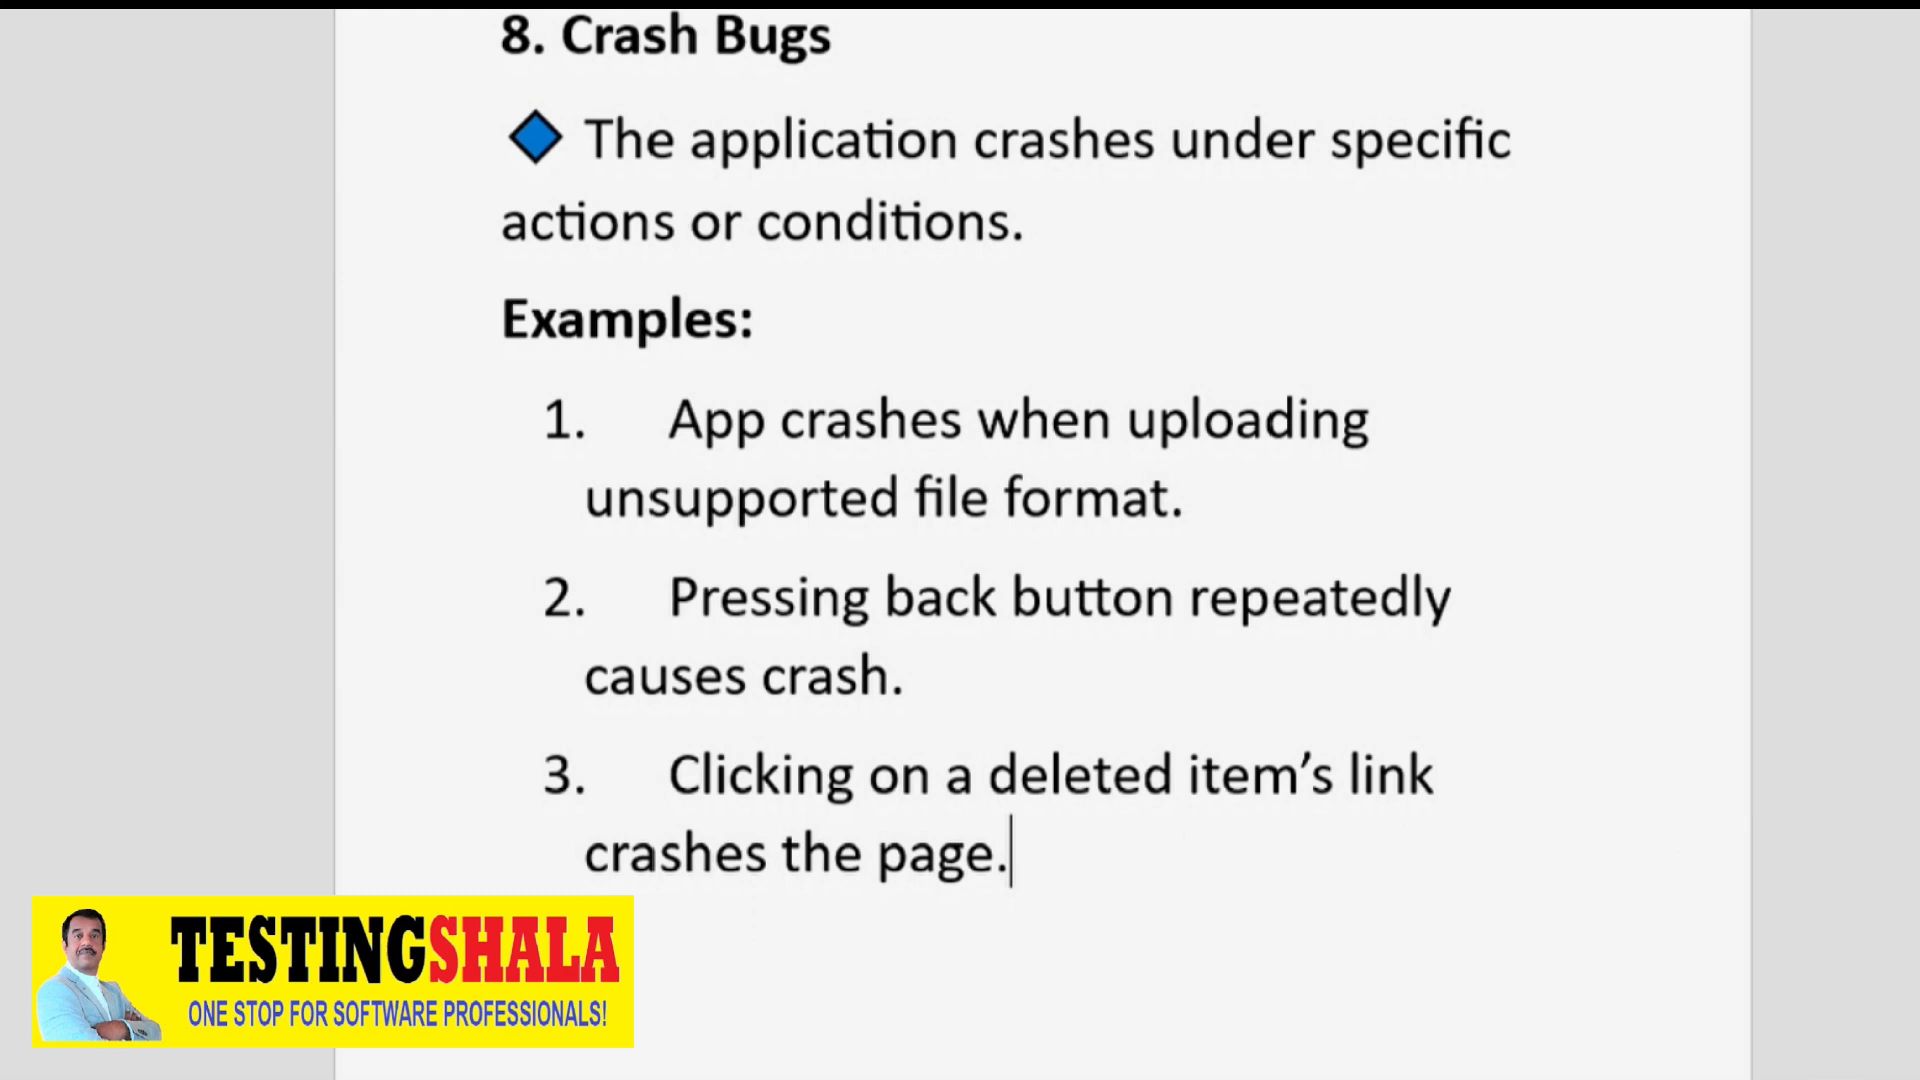 8. Crash Bugs
The application crashes under specific
actions or conditions.
Examples:
1. App crashes when uploading
unsupported file format.
2. Pressing back button repeatedly
causes crash.
3. Clicking on a deleted item’s link
crashes the page.
TESTINGSHALA
ONE STOP FOR SOFTWARE PROFESSIONALS!